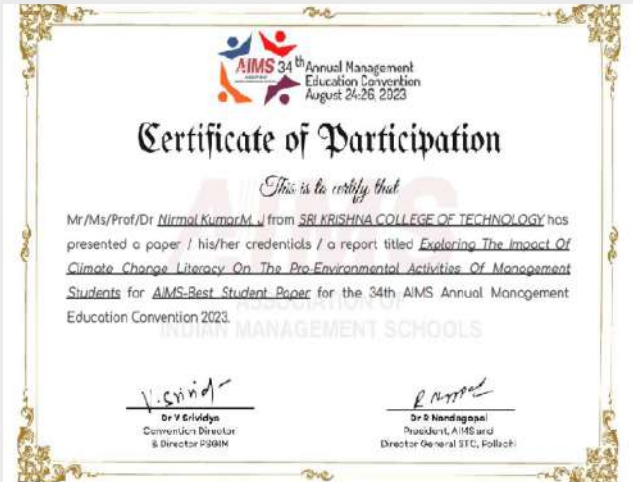 AIMS 34th Annual Management
Education Convention
August 24-26, 2023
Certificate of Participation
This is to certify that
Mr/Ms/Prof/Dr Nirmal Kumar.M. J from SRI KRISHNA COLLEGE OF TECHNOLOGY has
presented a paper / his/her credentials / a report titled Exploring The Impact Of
Climate Change Literacy On The Pro-Environmental Activities Of Management
Students for AIMS-Best Student Paper for the 34th AIMS Annual Management
Education Convention 2023.
AIMS
ASSOCIATION OF
INDIAN MANAGEMENT SCHOOLS
V. Srivid
Dr V Srividya
Convention Director
& Director PSGIM
Dr R Nandagopal
President, AIMS and
Director General STC, Pollachi